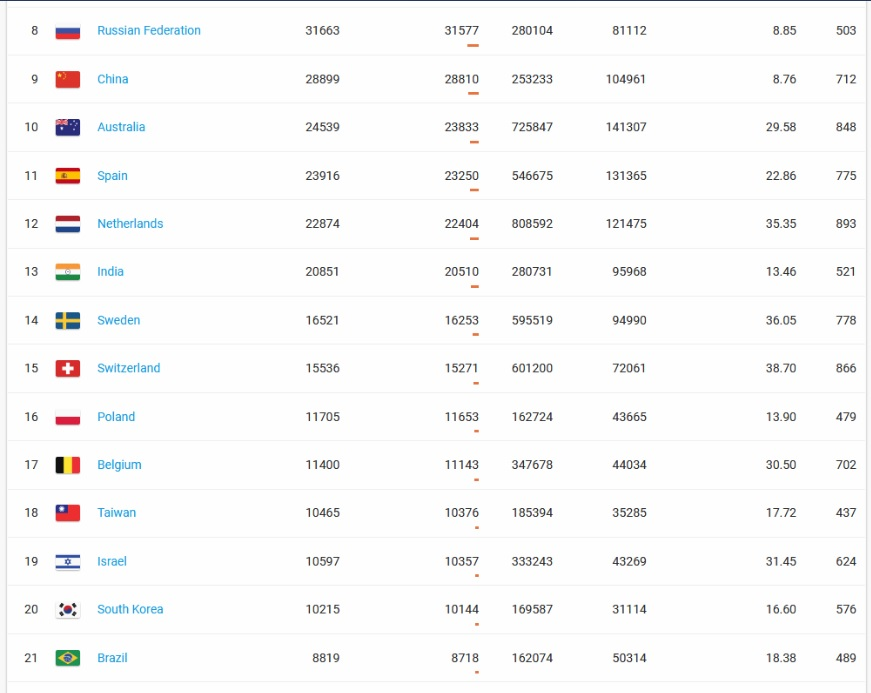 8 Russian Federation 31663 31577 280104 81112 8.85 503
9 China 28899 28810 253233 104961 8.76 712
10 Australia 24539 23833 725847 141307 29.58 848
11 Spain 23916 23250 546675 131365 22.86 775
12 Netherlands 22874 22404 808592 121475 35.35 893
13 India 20851 20510 280731 95968 13.46 521
14 Sweden 16521 16253 595519 94990 36.05 778
15 Switzerland 15536 15271 601200 72061 38.70 866
16 Poland 11705 11653 162724 43665 13.90 479
17 Belgium 11400 11143 347678 44034 30.50 702
18 Taiwan 10465 10376 185394 35285 17.72 437
19 Israel 10597 10357 333243 43269 31.45 624
20 South Korea 10215 10144 169587 31114 16.60 576
21 Brazil 8819 8718 162074 50314 18.38 489